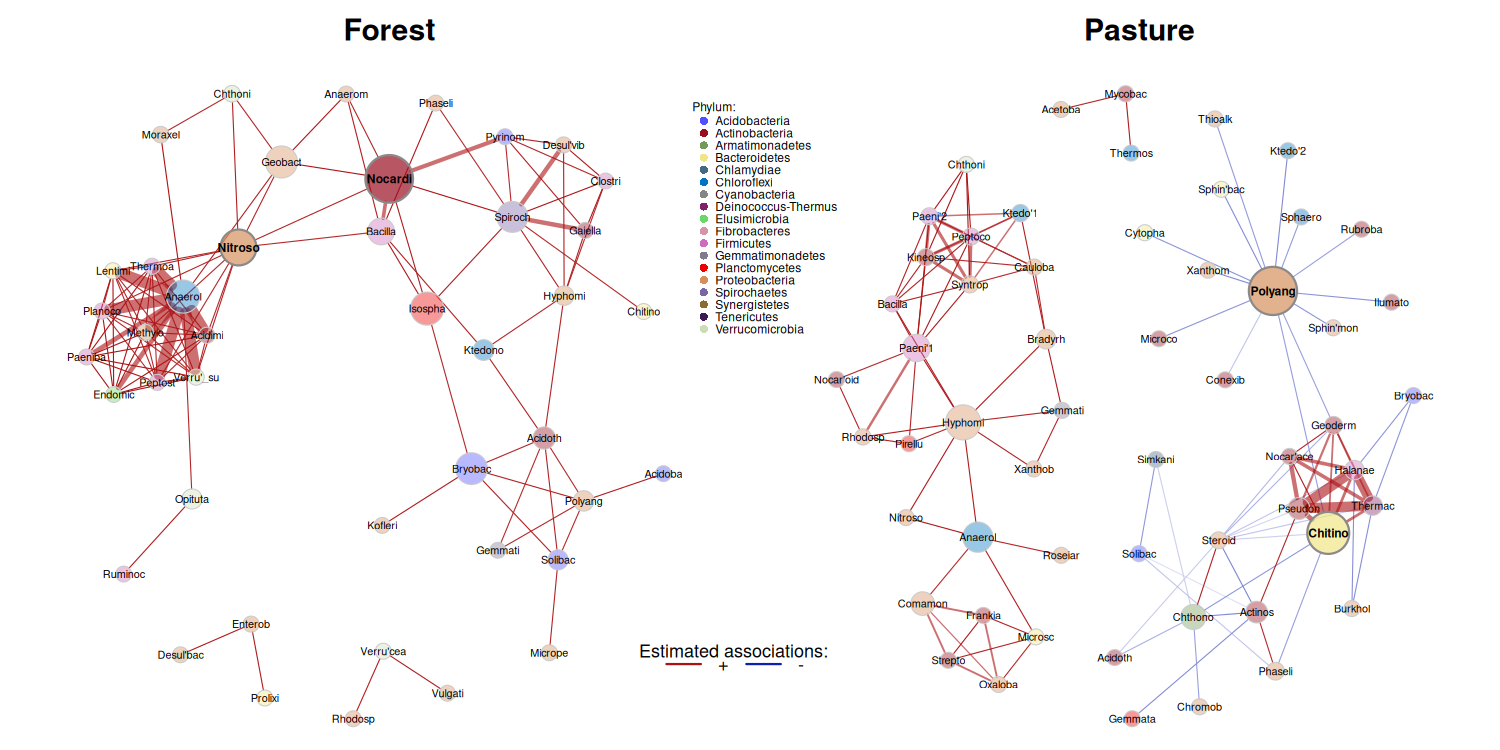 Forest
Pasture
Chthoni
Anaerom
Phaseli
Moraxel
Geobact
Pyrinom
Desul'vib
Nocardi
Clostri
Spiroch
Bacilla
Gaiella
Nitroso
Lentimi
Thermoa
Anaerol
Planoco
Methylo
Acidimi
Paeniba
Peptost
Verru'_su
Endomic
Isospha
Hyphomi
Chitino
Ktedono
Acidoth
Bryobac
Acidoba
Polyang
Opituta
Kofleri
Gemmati
Solibac
Ruminoc
Enterob
Desul'bac
Verru'cea
Micrope
Prolixi
Vulgati
Rhodosp
Phylum:
Acidobacteria
Actinobacteria
Armatimonadetes
Bacteroidetes
Chlamydiae
Chloroflexi
Cyanobacteria
Deinococcus-Thermus
Elusimicrobia
Fibrobacteres
Firmicutes
Gemmatimonadetes
Planctomycetes
Proteobacteria
Spirochaetes
Synergistetes
Tenericutes
Verrucomicrobia
Estimated associations:
+ -
Mycobac
Acetoba
Thermos
Thioalk
Ktedo'2
Chthoni
Sphin'bac
Paeni'2
Ktedo'1
Sphaero
Peptoco
Cytopha
Rubroba
Kineosp
Cauloba
Xanthom
Syntrop
Polyang
Bacilla
Ilumato
Sphin'mon
Microco
Paeni'1
Bradyrh
Nocar'oid
Conexib
Bryobac
Gemmati
Hyphomi
Geoderm
Rhodosp
Pirellu
Nocar'ace
Simkani
Xanthob
Halanae
Pseudon
Thermac
Nitroso
Chitino
Anaerol
Steroid
Roseiar
Solibac
Comamon
Frankia
Chthono
Actinos
Burkhol
Microsc
Strepto
Acidoth
Phaseli
Oxaloba
Chromob
Gemmata